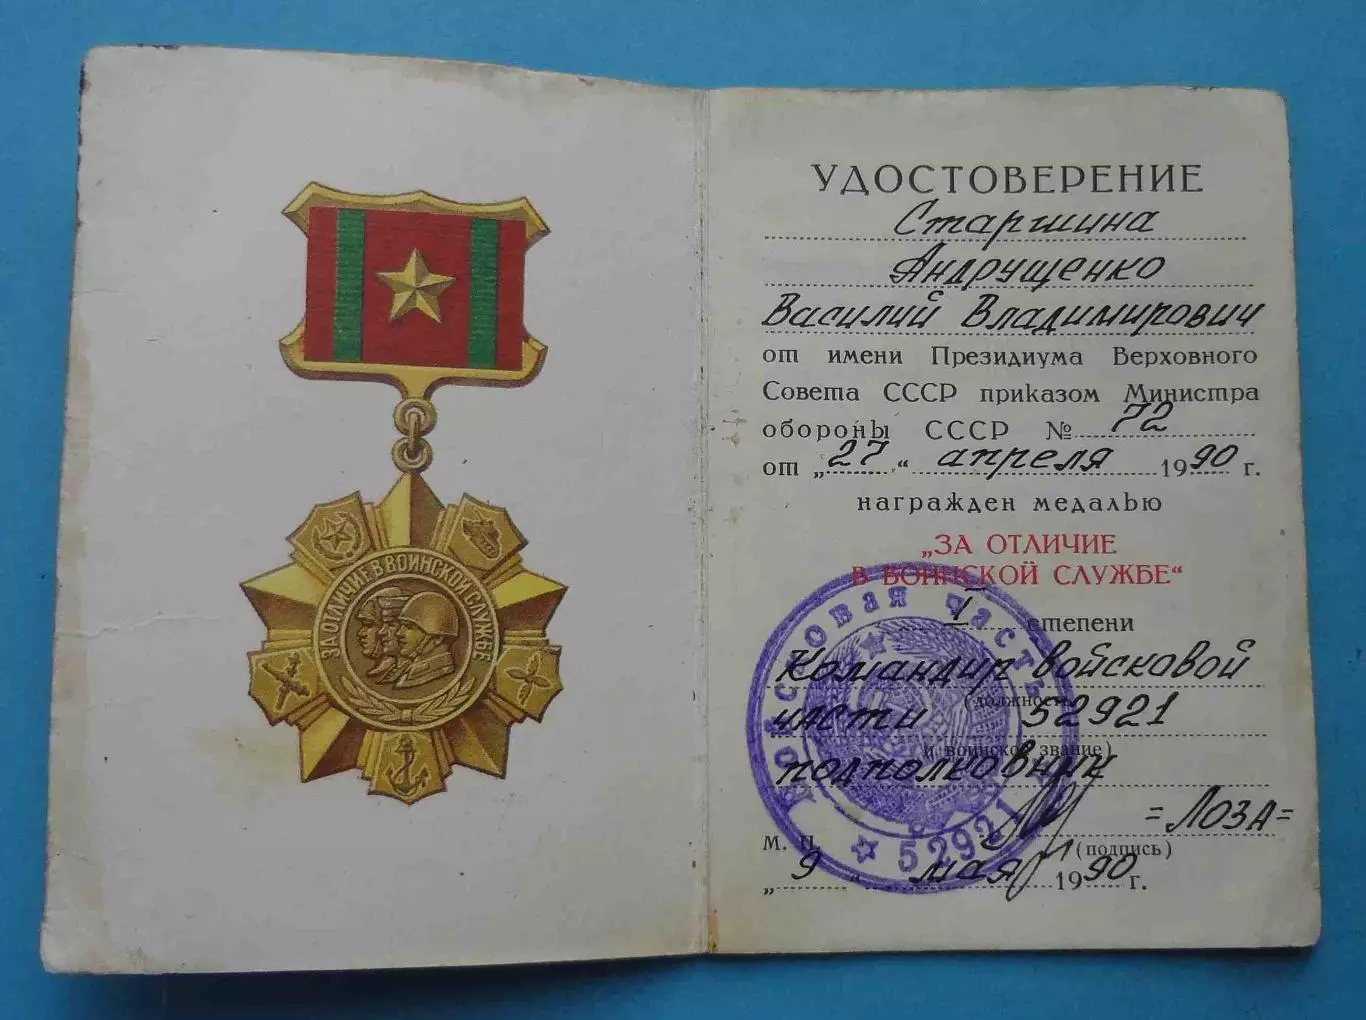 ЗА ОТЛИЧИЕ В ВОИНСКОЙ СЛУЖБЕ
УДОСТОВЕРЕНИЕ
Старшина
Андрущенко
Василий Владимирович
от имени Президиума Верховного
Совета СССР приказом Министра
обороны СССР № 72
от „27“ апреля 1990 г.
награжден медалью
„ЗА ОТЛИЧИЕ
В ВОИНСКОЙ СЛУЖБЕ“
I степени
Командир войсковой
части 52921
(должность
и воинское звание)
подполковник
=ЛОЗА=
М. П. (подпись)
„9“ мая 1990 г.
Войсковая часть
☆ 52921